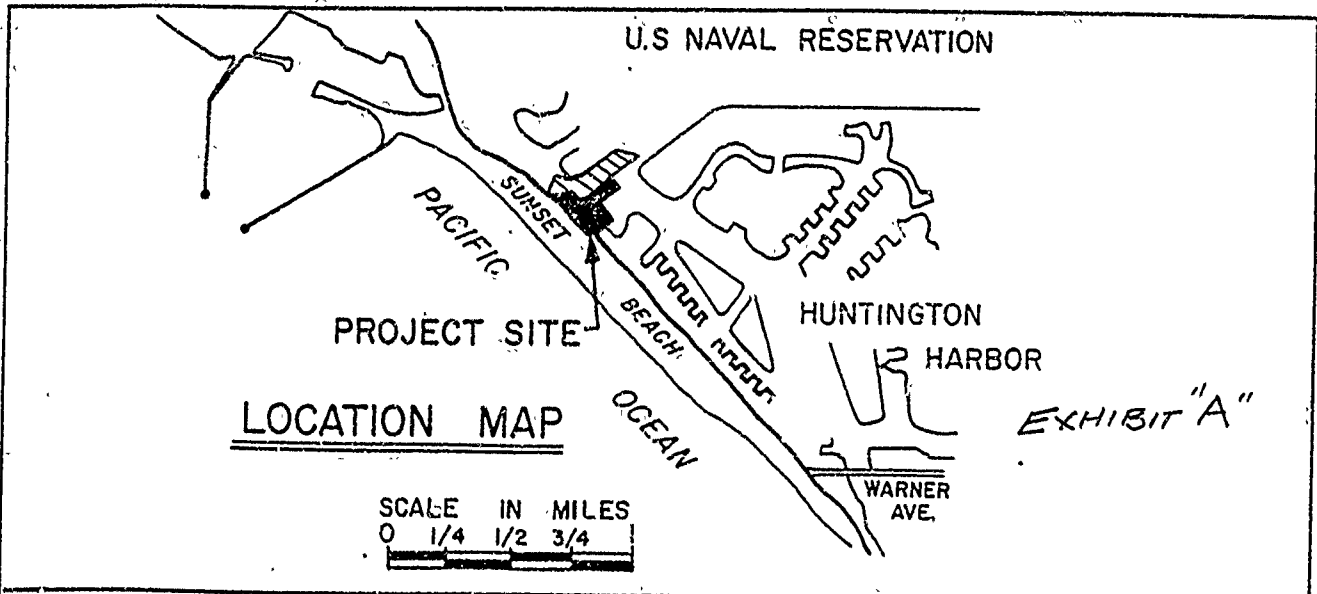 U.S NAVAL RESERVATION
SUNSET
PACIFIC
PROJECT SITE
BEACH
HUNTINGTON
HARBOR
LOCATION MAP
OCEAN
EXHIBIT "A"
WARNER
AVE.
SCALE IN MILES
0 1/4 1/2 3/4